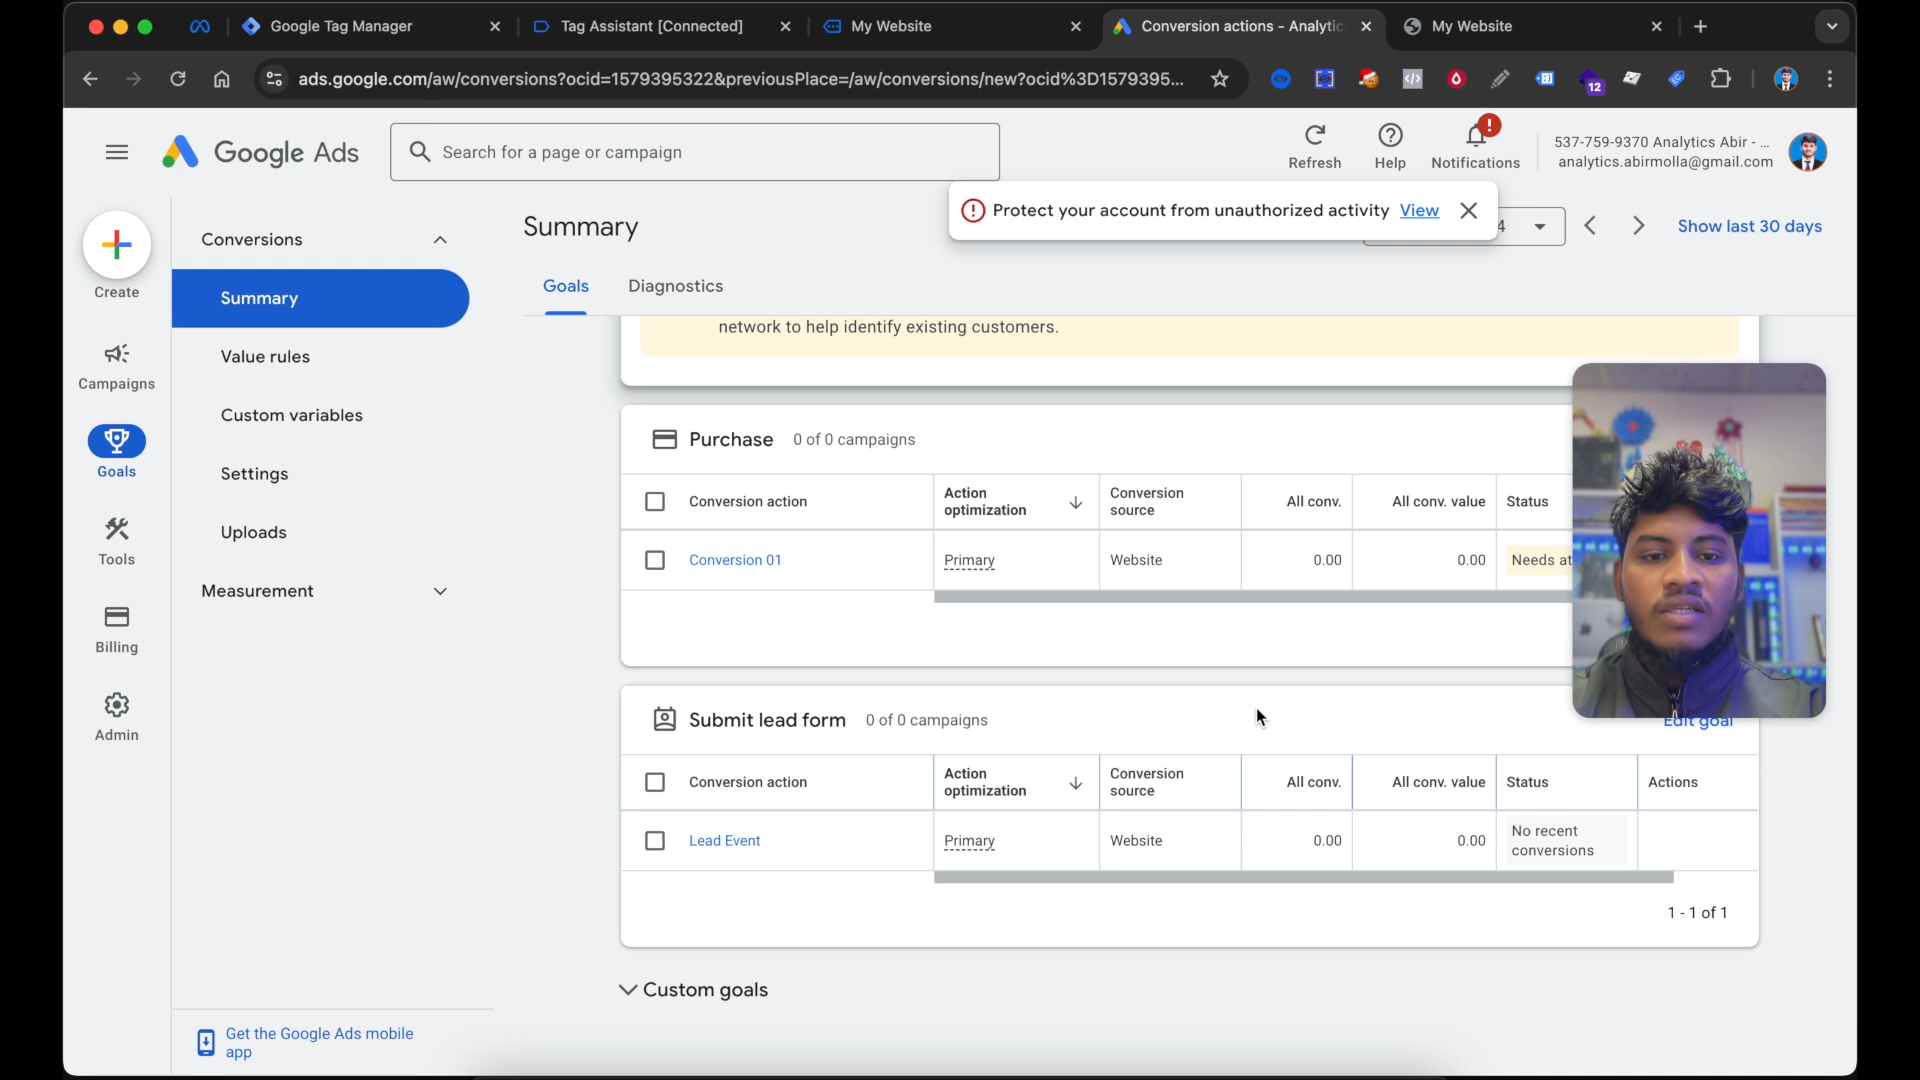 Google Tag Manager
Tag Assistant [Connected]
My Website
Conversion actions - Analytic
My Website
ads.google.com/aw/conversions?ocid=1579395322&previousPlace=/aw/conversions/new?ocid%3D1579395...
12
Google Ads
Search for a page or campaign
Refresh
Help
Notifications
537-759-9370 Analytics Abir - ...
analytics.abirmolla@gmail.com
Protect your account from unauthorized activity View
Create
Campaigns
Goals
Tools
Billing
Admin
Conversions
Summary
Value rules
Custom variables
Settings
Uploads
Measurement
Get the Google Ads mobile
app
Summary
4
Show last 30 days
Goals
Diagnostics
network to help identify existing customers.
Purchase 0 of 0 campaigns
Conversion action
Action
optimization
Conversion
source
All conv.
All conv. value
Status
Conversion 01
Primary
Website
0.00
0.00
Needs at
Submit lead form 0 of 0 campaigns
Edit goal
Conversion action
Action
optimization
Conversion
source
All conv.
All conv. value
Status
Actions
Lead Event
Primary
Website
0.00
0.00
No recent
conversions
1 - 1 of 1
Custom goals